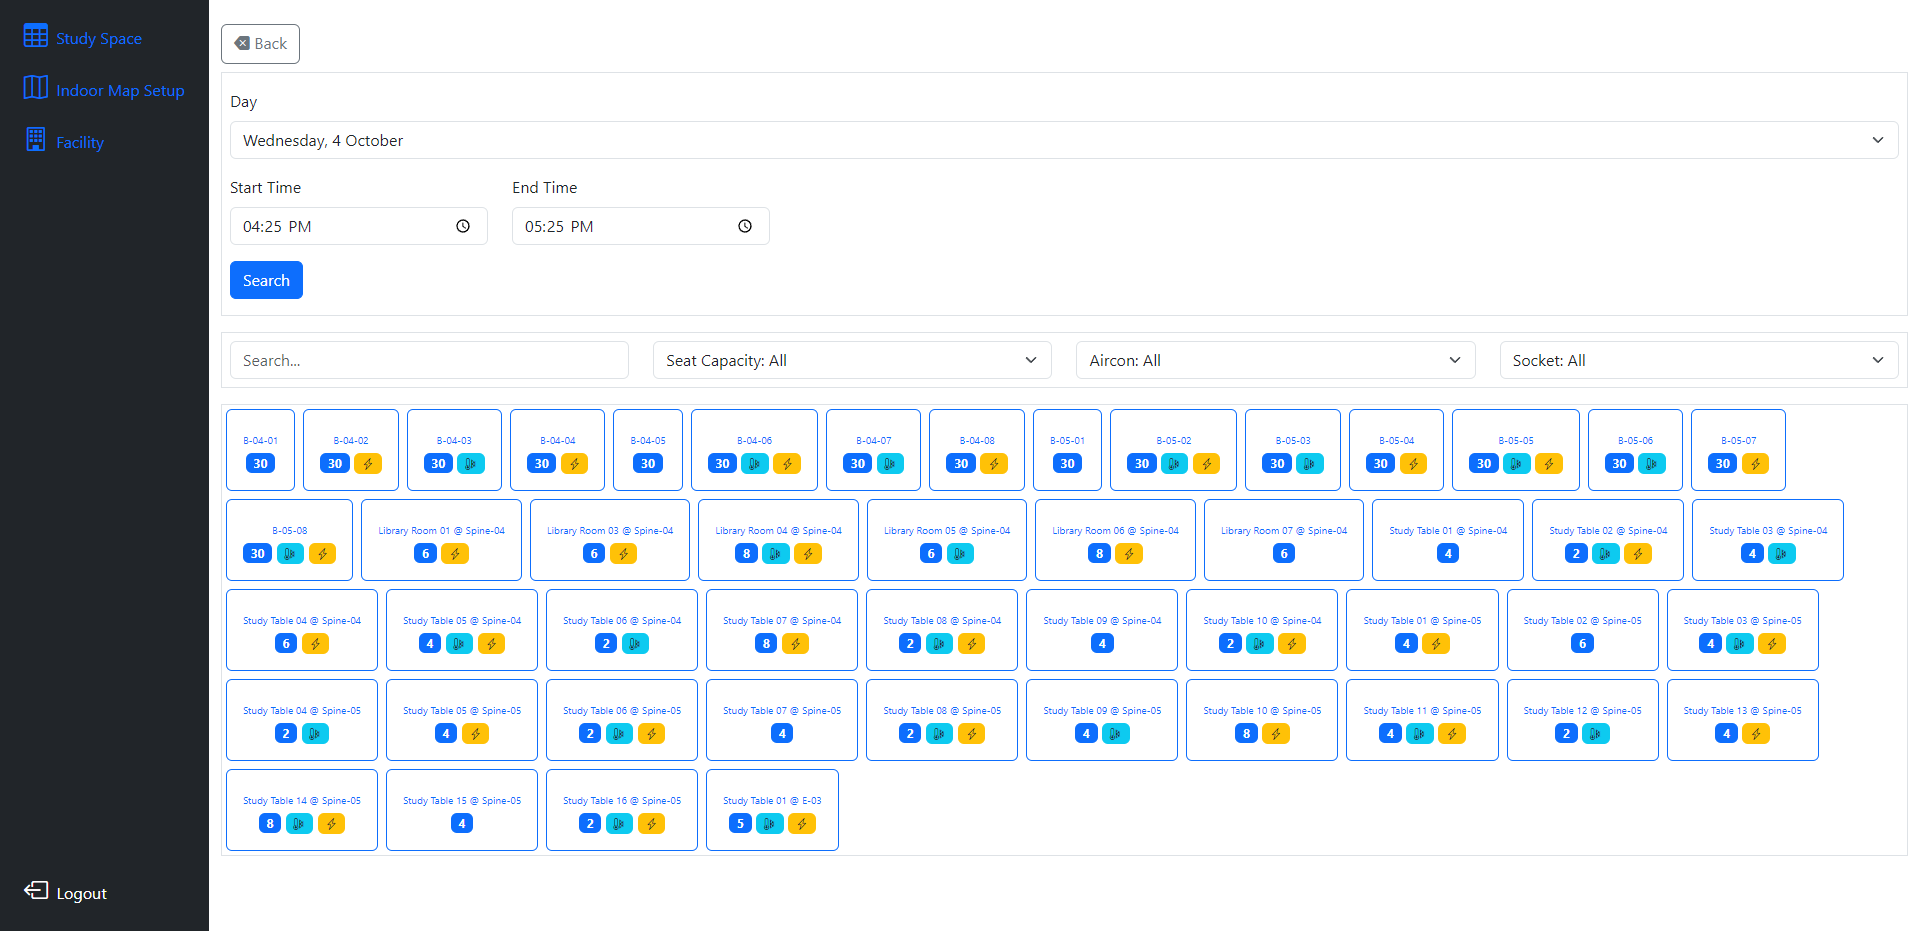 Study Space
Indoor Map Setup
Facility
Logout
Back
Day
Wednesday, 4 October
Start Time End Time
04:25 PM 05:25 PM
Search
Search... Seat Capacity: All Aircon: All Socket: All
B-04-01 B-04-02 B-04-03 B-04-04 B-04-05 B-04-06 B-04-07 B-04-08 B-05-01 B-05-02 B-05-03 B-05-04 B-05-05 B-05-06 B-05-07
30 30 30 30 30 30 30 30 30 30 30 30 30 30 30
B-05-08 Library Room 01 @ Spine-04 Library Room 03 @ Spine-04 Library Room 04 @ Spine-04 Library Room 05 @ Spine-04 Library Room 06 @ Spine-04 Library Room 07 @ Spine-04 Study Table 01 @ Spine-04 Study Table 02 @ Spine-04 Study Table 03 @ Spine-04
30 6 6 8 6 8 6 4 2 4
Study Table 04 @ Spine-04 Study Table 05 @ Spine-04 Study Table 06 @ Spine-04 Study Table 07 @ Spine-04 Study Table 08 @ Spine-04 Study Table 09 @ Spine-04 Study Table 10 @ Spine-04 Study Table 01 @ Spine-05 Study Table 02 @ Spine-05 Study Table 03 @ Spine-05
6 4 2 8 2 4 2 4 6 4
Study Table 04 @ Spine-05 Study Table 05 @ Spine-05 Study Table 06 @ Spine-05 Study Table 07 @ Spine-05 Study Table 08 @ Spine-05 Study Table 09 @ Spine-05 Study Table 10 @ Spine-05 Study Table 11 @ Spine-05 Study Table 12 @ Spine-05 Study Table 13 @ Spine-05
2 4 2 4 2 4 8 4 2 4
Study Table 14 @ Spine-05 Study Table 15 @ Spine-05 Study Table 16 @ Spine-05 Study Table 01 @ E-03
8 4 2 5